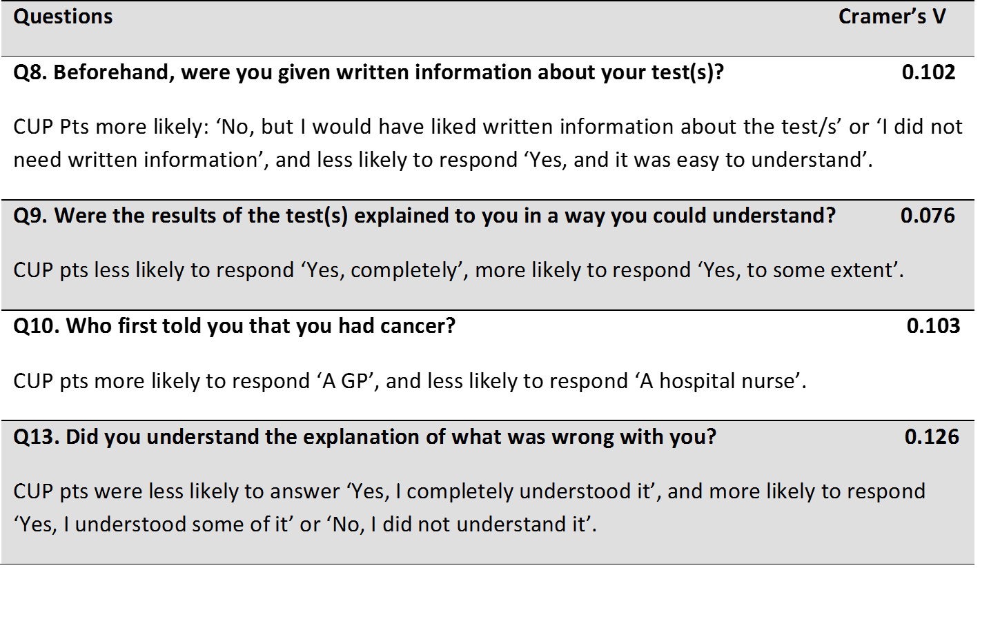 Questions Cramer’s V
Q8. Beforehand, were you given written information about your test(s)? 0.102
CUP Pts more likely: ‘No, but I would have liked written information about the test/s’ or ‘I did not
need written information’, and less likely to respond ‘Yes, and it was easy to understand’.
Q9. Were the results of the test(s) explained to you in a way you could understand? 0.076
CUP pts less likely to respond ‘Yes, completely’, more likely to respond ‘Yes, to some extent’.
Q10. Who first told you that you had cancer? 0.103
CUP pts more likely to respond ‘A GP’, and less likely to respond ‘A hospital nurse’.
Q13. Did you understand the explanation of what was wrong with you? 0.126
CUP pts were less likely to answer ‘Yes, I completely understood it’, and more likely to respond
‘Yes, I understood some of it’ or ‘No, I did not understand it’.